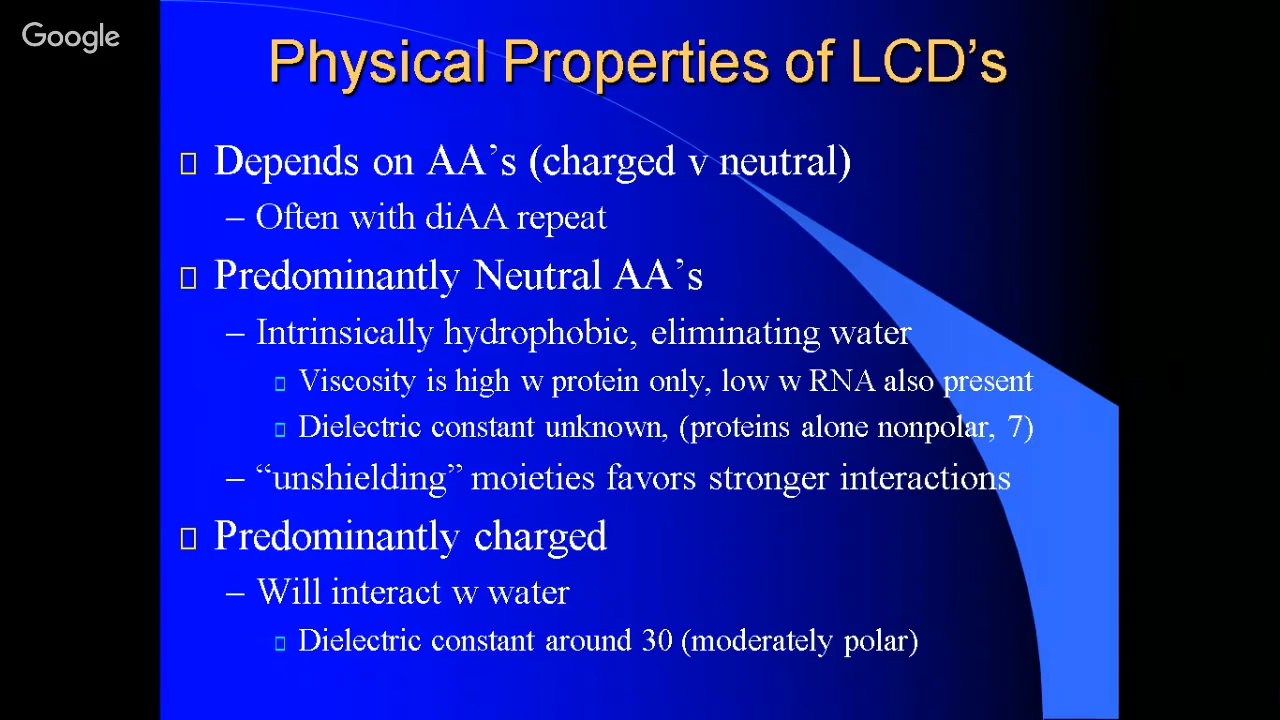 Google
Physical Properties of LCD’s
Depends on AA’s (charged v neutral)
– Often with diAA repeat
Predominantly Neutral AA’s
– Intrinsically hydrophobic, eliminating water
Viscosity is high w protein only, low w RNA also present
Dielectric constant unknown, (proteins alone nonpolar, 7)
– “unshielding” moieties favors stronger interactions
Predominantly charged
– Will interact w water
Dielectric constant around 30 (moderately polar)